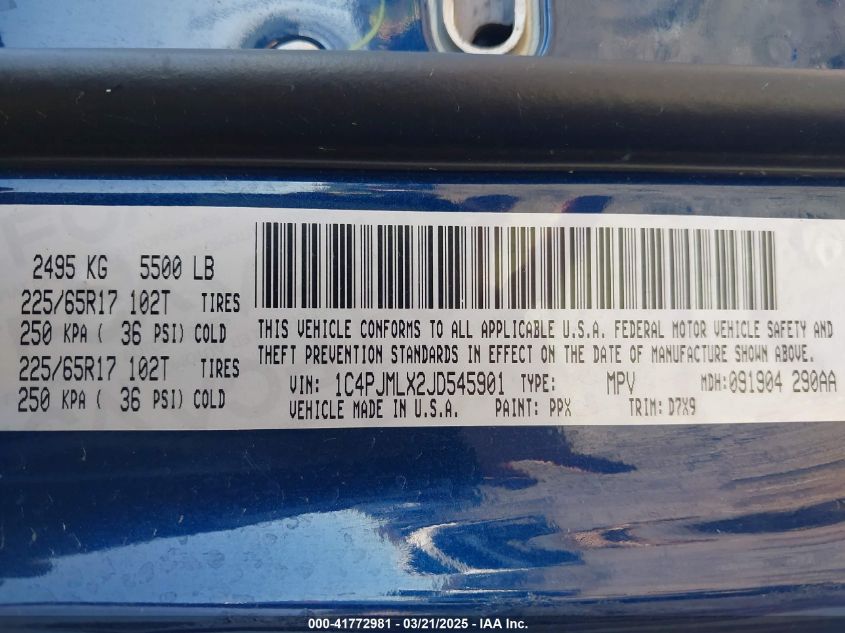 2495 KG 5500 LB
225/65R17 102T TIRES
250 KPA ( 36 PSI) COLD
225/65R17 102T TIRES
250 KPA ( 36 PSI) COLD
THIS VEHICLE CONFORMS TO ALL APPLICABLE U.S.A. FEDERAL MOTOR VEHICLE SAFETY AND
THEFT PREVENTION STANDARDS IN EFFECT ON THE DATE OF MANUFACTURE SHOWN ABOVE.
VIN: 1C4PJMLX2JD545901 TYPE: MPV MDH: 091904 290AA
VEHICLE MADE IN U.S.A. PAINT: PPX TRIM: D7X9
000-41772981 / 03/21/2025 - IAA Inc.